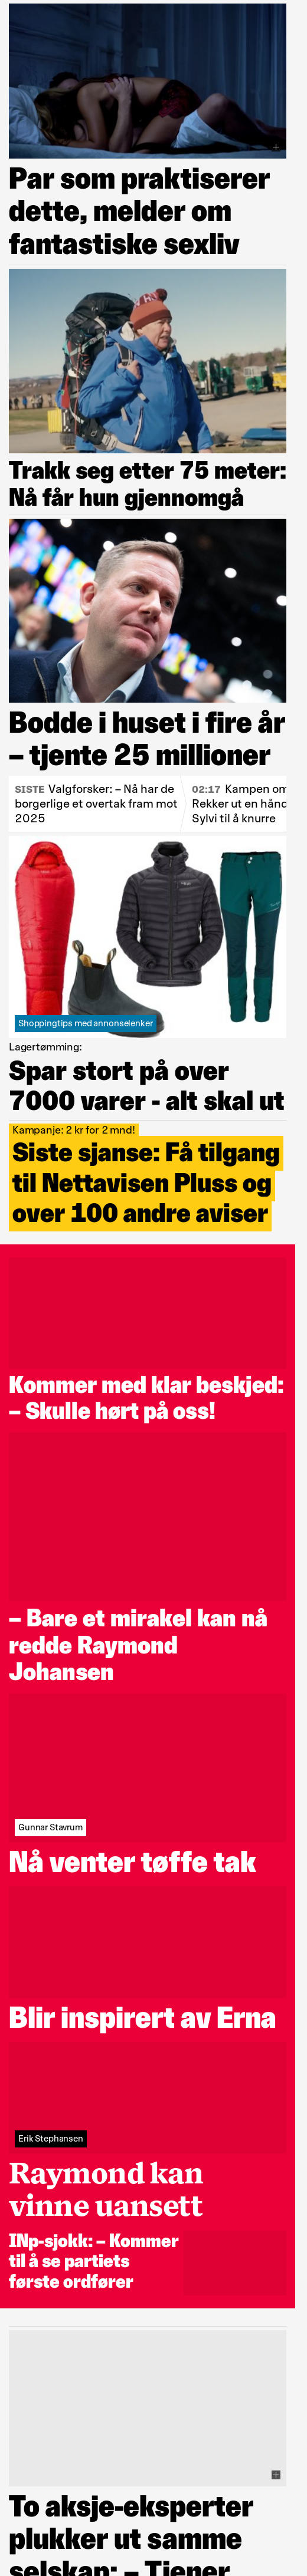 Par som praktiserer
dette, melder om
fantastiske sexliv
Trakk seg etter 75 meter:
Nå får hun gjennomgå
Bodde i huset i fire år
– tjente 25 millioner
SISTE Valgforsker: – Nå har de
borgerlige et overtak fram mot
2025
02:17 Kampen om
Rekker ut en hånd
Sylvi til å knurre
Shoppingtips med annonselenker
Lagertømming:
Spar stort på over
7000 varer - alt skal ut
Kampanje: 2 kr for 2 mnd!
Siste sjanse: Få tilgang
til Nettavisen Pluss og
over 100 andre aviser
Kommer med klar beskjed:
– Skulle hørt på oss!
– Bare et mirakel kan nå
redde Raymond
Johansen
Gunnar Stavrum
Nå venter tøffe tak
Blir inspirert av Erna
Erik Stephansen
Raymond kan
vinne uansett
INp-sjokk: – Kommer
til å se partiets
første ordfører
To aksje-eksperter
plukker ut samme
selskap: – Tjener